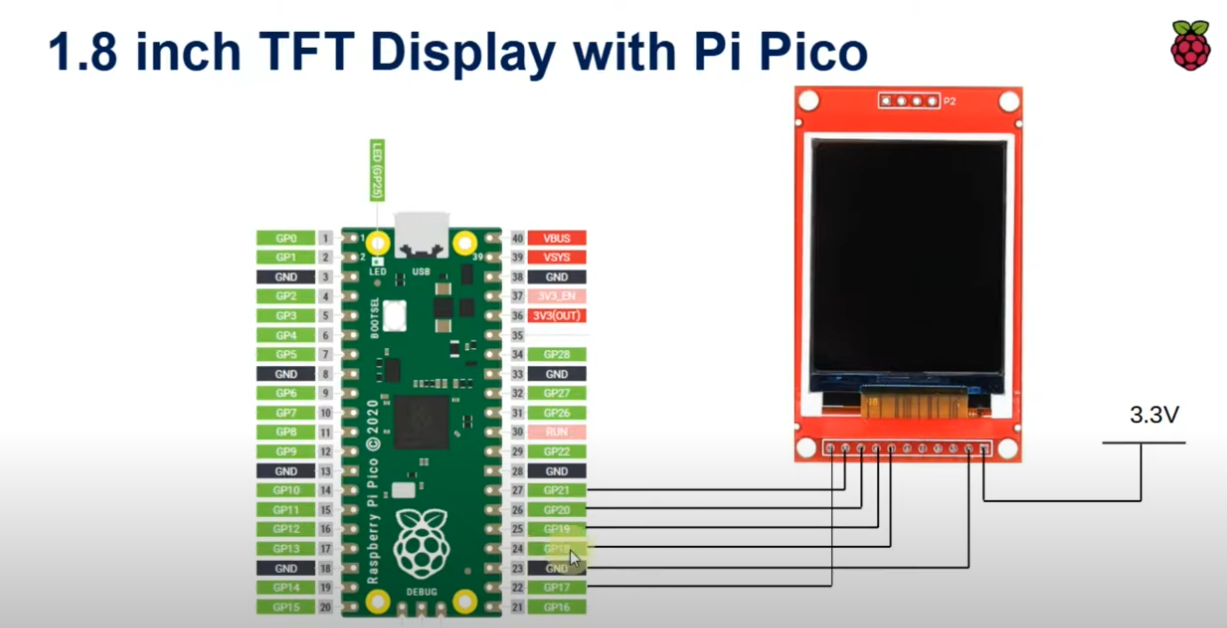 1.8 inch TFT Display with Pi Pico
P2
LED (GP25)
GP0 1 1 40 VBUS
GP1 2 2 39 39 VSYS
LED USB
GND 3 38 GND
GP2 4 37 3V3_EN
GP3 5 BOOTSEL 36 3V3(OUT)
GP4 6 35
GP5 7 34 GP28
GND 8 33 GND
GP6 9 32 GP27
GP7 10 31 GP26
GP8 11 30 RUN
GP9 12 29 GP22
GND 13 28 GND
GP10 14 27 GP21
GP11 15 26 GP20
GP12 16 25 GP19
GP13 17 24 GP18
GND 18 23 GND
GP14 19 22 GP17
GP15 20 21 GP16
Raspberry Pi Pico © 2020
DEBUG
3.3V